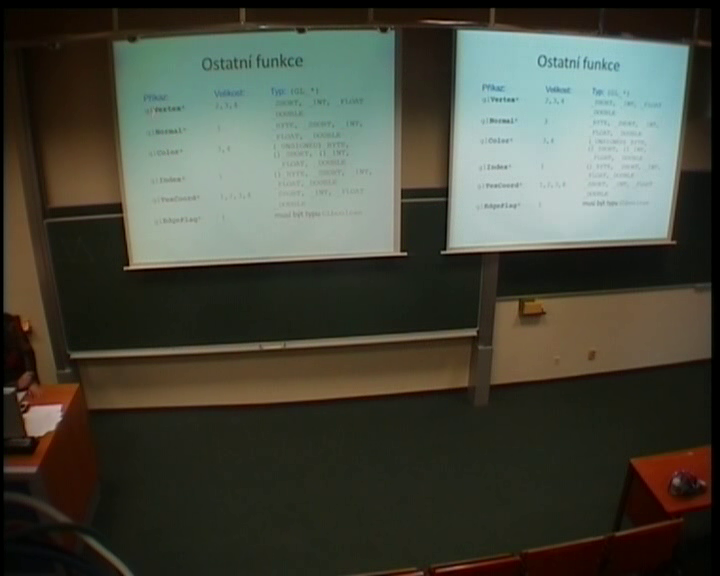 Ostatní funkce
Příkaz: Velikost: Typ: (GL_*)
glVertex* 2,3,4 SHORT, INT, FLOAT
DOUBLE
glNormal* 3 BYTE, SHORT, INT,
FLOAT, DOUBLE
glColor* 3,4 [UNSIGNED] BYTE,
[] SHORT, [] INT,
FLOAT, DOUBLE
glIndex* 1 [] BYTE, SHORT, INT,
FLOAT, DOUBLE
glTexCoord* 1,2,3,4 SHORT, INT, FLOAT
DOUBLE
glEdgeFlag* 1 musí být typu
Ostatní funkce
Příkaz: Velikost: Typ: (GL_*)
glVertex* 2,3,4 SHORT, INT, FLOAT
DOUBLE
glNormal* 3 BYTE, SHORT, INT,
FLOAT, DOUBLE
glColor* 3,4 [UNSIGNED] BYTE,
[] SHORT, [] INT,
FLOAT, DOUBLE
glIndex* 1 [] BYTE, SHORT, INT,
FLOAT, DOUBLE
glTexCoord* 1,2,3,4 SHORT, INT, FLOAT
DOUBLE
glEdgeFlag* 1 musí být typu